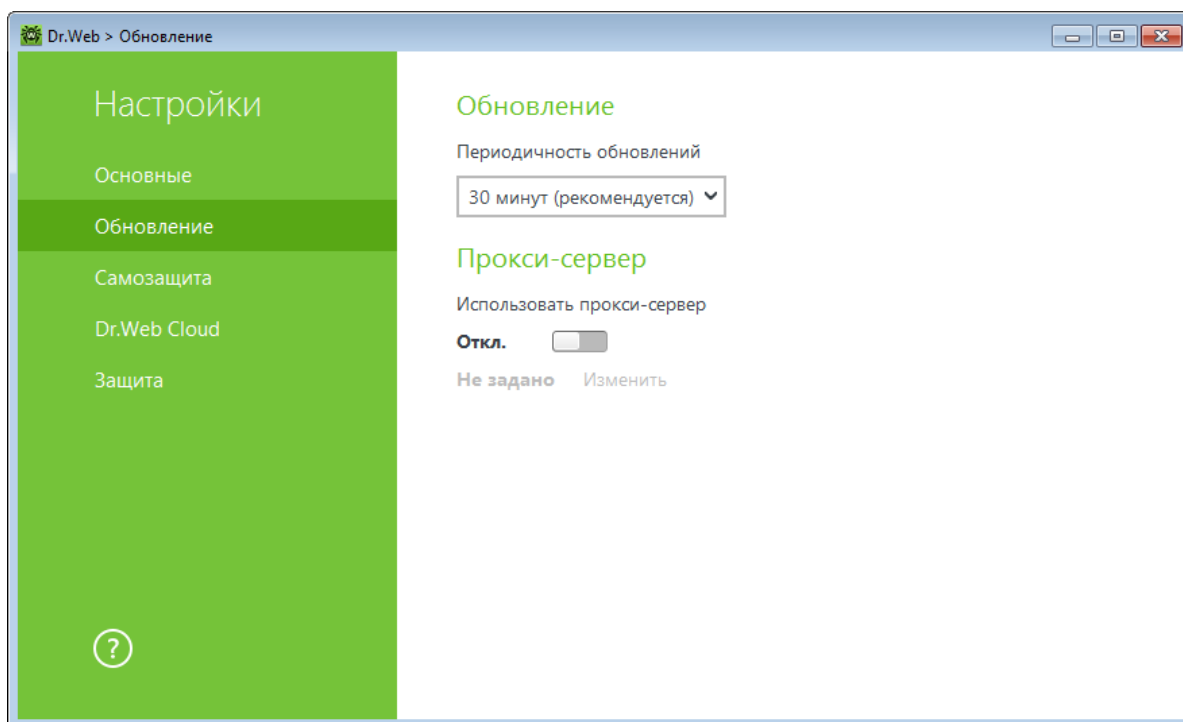 Dr.Web > Обновление
Настройки
Основные
Обновление
Самозащита
Dr.Web Cloud
Защита
?
Обновление
Периодичность обновлений
30 минут (рекомендуется)
Прокси-сервер
Использовать прокси-сервер
Откл.
Не задано Изменить